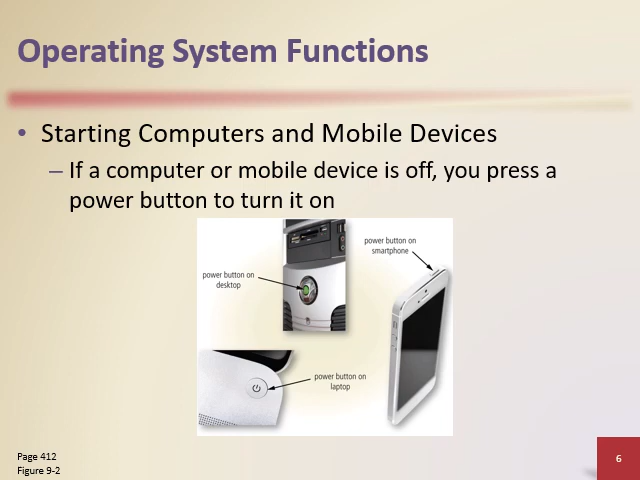 Operating System Functions
• Starting Computers and Mobile Devices
– If a computer or mobile device is off, you press a
power button to turn it on
power button on
smartphone
power button on
desktop
power button on
laptop
Page 412
Figure 9-2
6